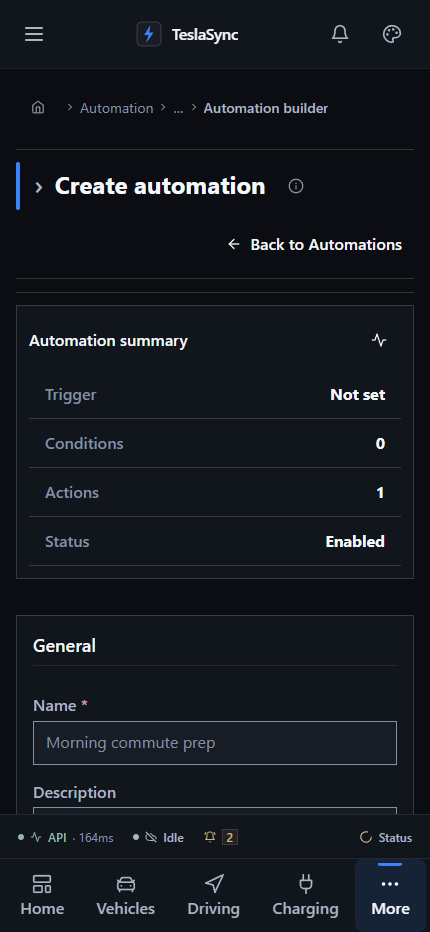 TeslaSync
Automation ... Automation builder
Create automation
Back to Automations
Automation summary
Trigger Not set
Conditions 0
Actions 1
Status Enabled
General
Name *
Morning commute prep
Description
API · 164ms Idle 2 Status
Home Vehicles Driving Charging More